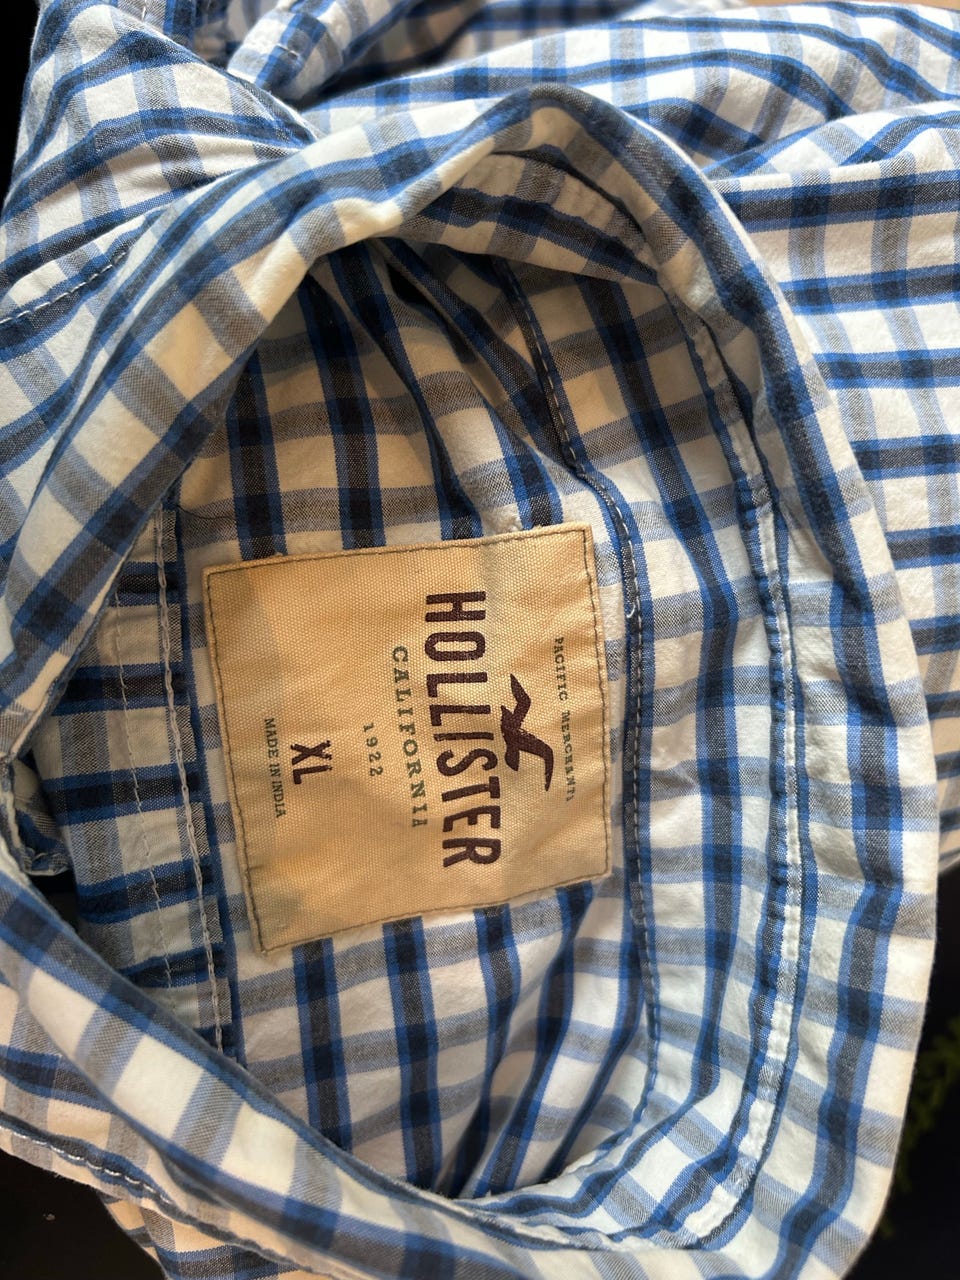 PACIFIC MERCHANTS
HOLLISTER
CALIFORNIA
1922
XL
MADE IN INDIA